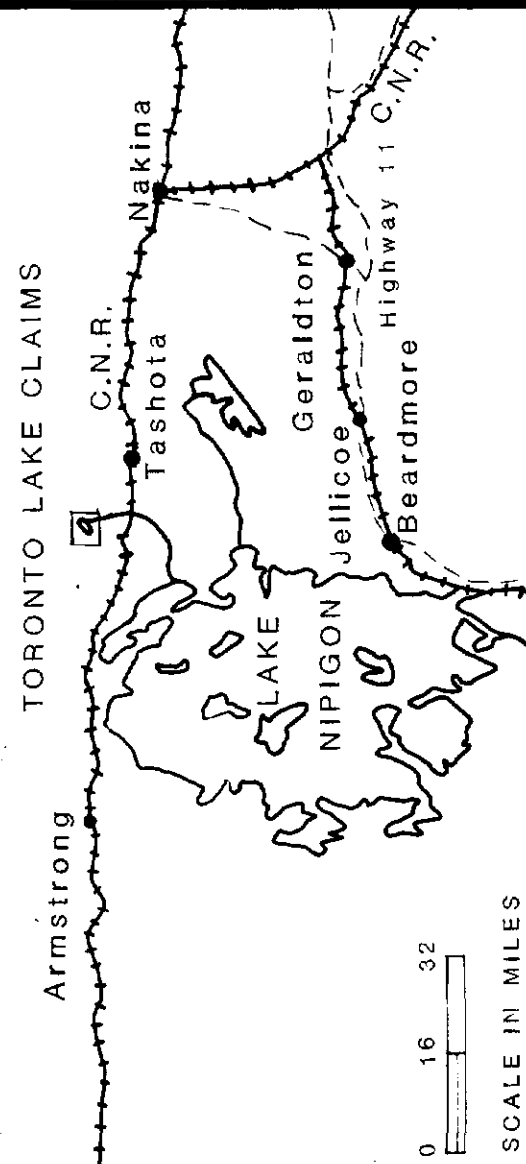 TORONTO LAKE CLAIMS
Armstrong
C.N.R.
Tashota
Nakina
LAKE
NIPIGON
Geraldton
Jellicoe
Beardmore
Highway 11
C.N.R.
0 16 32
SCALE IN MILES